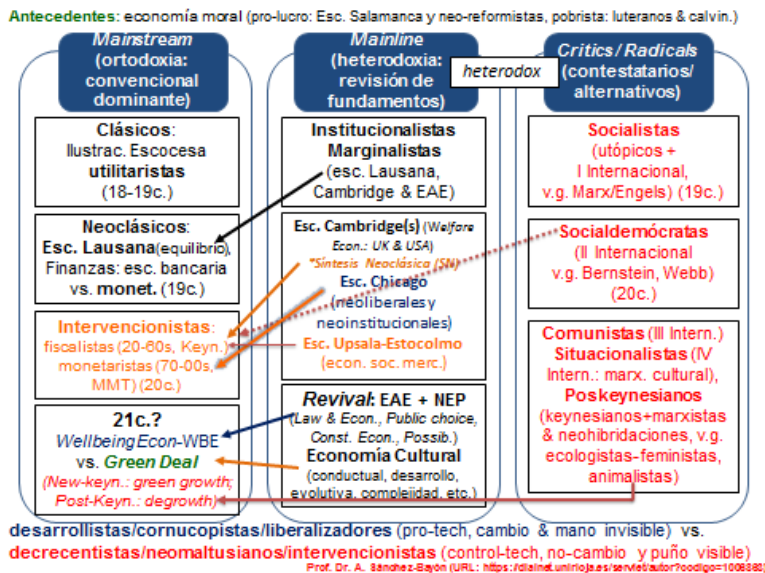 Antecedentes: economía moral (pro-lucro: Esc. Salamanca y neo-reformistas, pobrista: luteranos & calvin.)
Mainstream
(ortodoxia:
convencional
dominante)
Clásicos:
Ilustrac. Escocesa
utilitaristas
(18-19c.)
Neoclásicos:
Esc. Lausana(equilibrio),
Finanzas: esc. bancaria
vs. monet. (19c.)
Intervencionistas:
fiscalistas (20-60s, Keyn.)
monetaristas (70-00s,
MMT) (20c.)
21c.?
WellbeingEcon-WBE
vs. Green Deal
(New-keyn.: green growth;
Post-Keyn.: degrowth)
Mainline
(heterodoxia:
revisión de
fundamentos)
heterodox
Institucionalistas
Marginalistas
(esc. Lausana,
Cambridge & EAE)
Esc. Cambridge(s) (Welfare
Econ.: UK & USA)
*Síntesis Neoclásica (SN)
Esc. Chicago
(neoliberales y
neoinstitucionales)
Esc. Upsala-Estocolmo
(econ. soc. merc.)
Revival: EAE + NEP
(Law & Econ., Public choice,
Const. Econ., Possib.)
Economía Cultural
(conductual, desarrollo,
evolutiva, complejidad, etc.)
Critics / Radicals
(contestatarios/
alternativos)
Socialistas
(utópicos +
I Internacional,
v.g. Marx/Engels) (19c.)
Socialdemócratas
(II Internacional
v.g. Bernstein, Webb)
(20c.)
Comunistas (III Intern.)
Situacionalistas (IV
Intern.: marx. cultural),
Poskeynesianos
(keynesianos+marxistas
& neohibridaciones, v.g.
ecologistas-feministas,
animalistas)
desarrollistas/cornucopistas/liberalizadores (pro-tech, cambio & mano invisible) vs.
decrecentistas/neomaltusianos/intervencionistas (control-tech, no-cambio y puño visible)
Prof. Dr. A. Sánchez-Bayón (URL: https://dialnet.unirioja.es/servlet/autor?codigo=